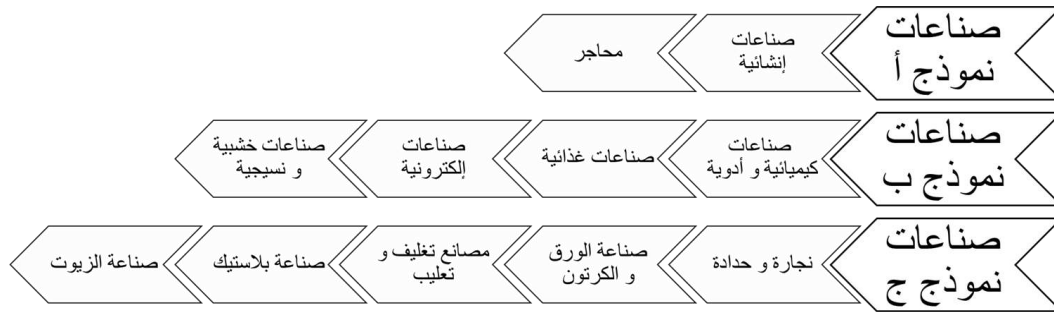 صناعات
نموذج أ
صناعات
إنشائية
محاجر
صناعات
نموذج ب
صناعات
كيميائية و أدوية
صناعات غذائية
صناعات
إلكترونية
صناعات خشبية
و نسيجية
صناعات
نموذج ج
نجارة و حدادة
صناعة الورق
و الكرتون
مصانع تغليف و
تعليب
صناعة بلاستيك
صناعة الزيوت